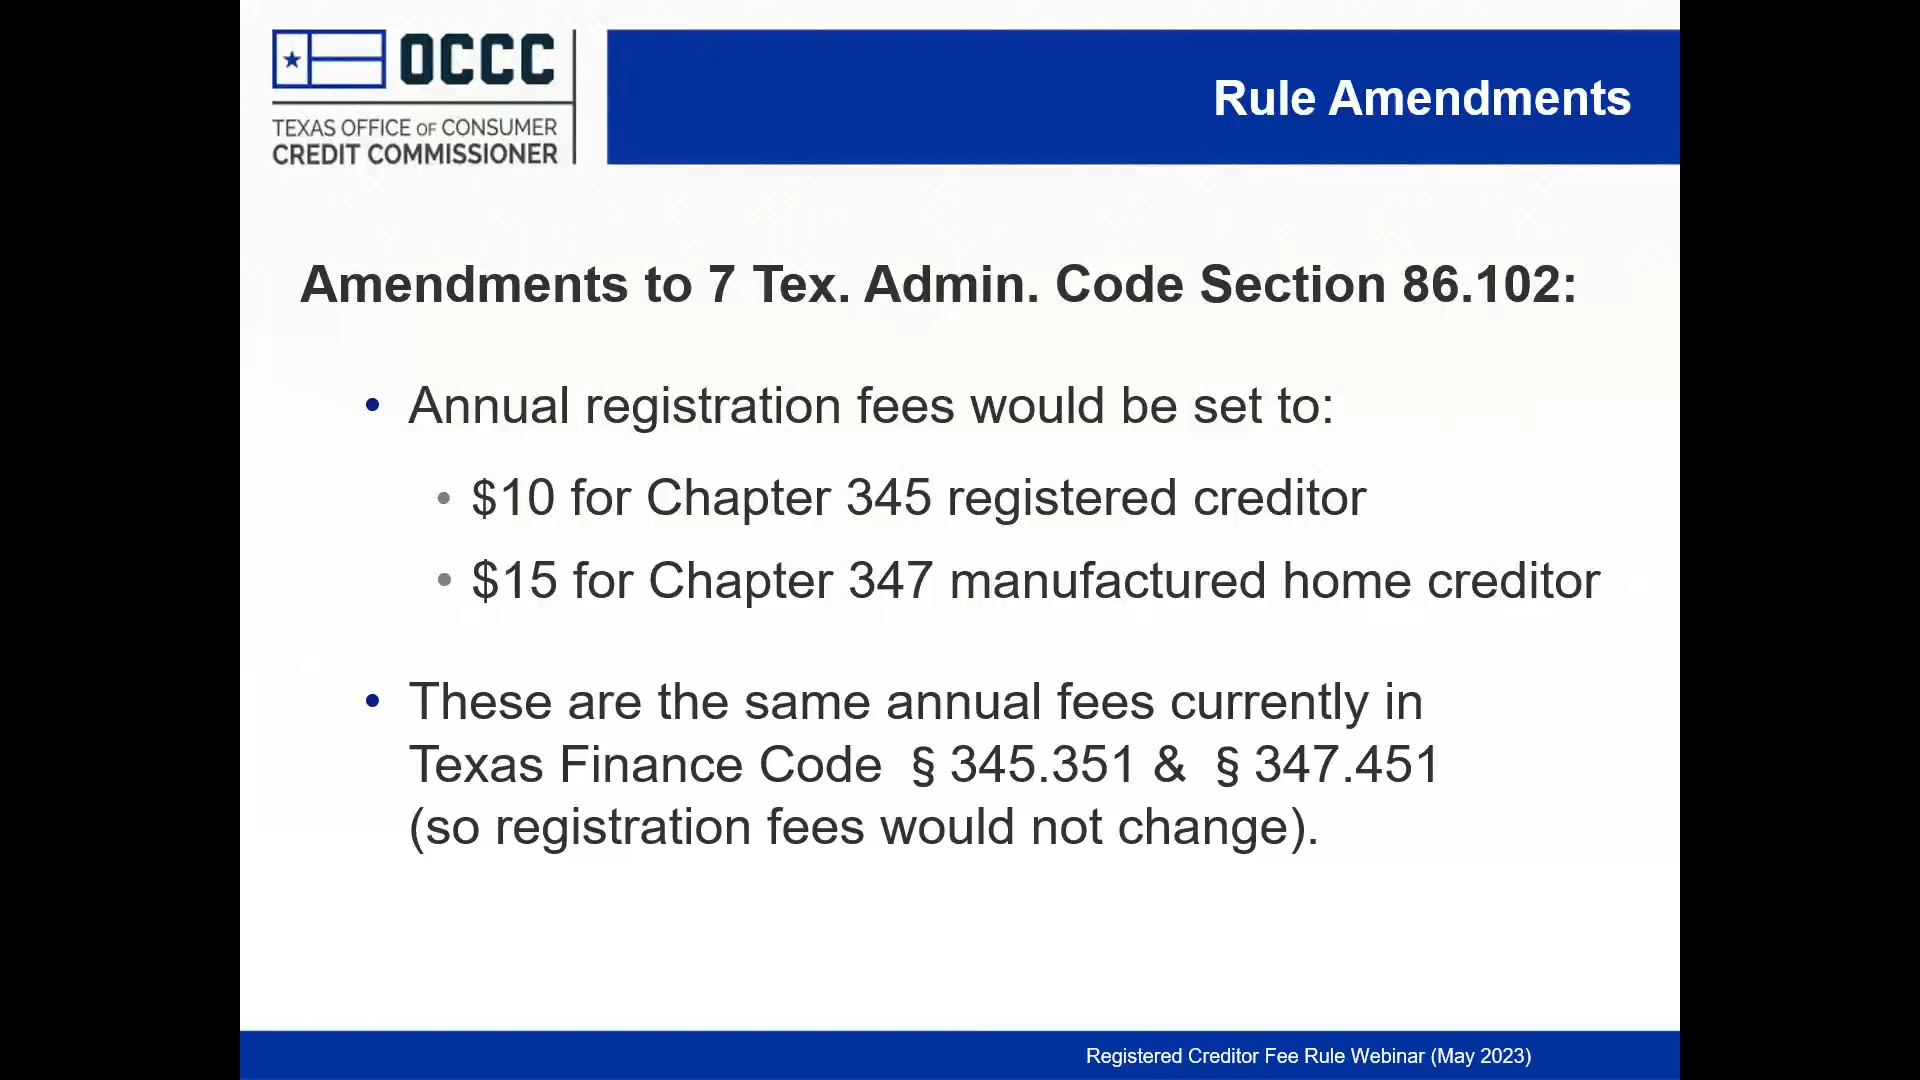 OCCC
TEXAS OFFICE OF CONSUMER
CREDIT COMMISSIONER
Rule Amendments
Amendments to 7 Tex. Admin. Code Section 86.102:
• Annual registration fees would be set to:
• $10 for Chapter 345 registered creditor
• $15 for Chapter 347 manufactured home creditor
• These are the same annual fees currently in
Texas Finance Code § 345.351 & § 347.451
(so registration fees would not change).
Registered Creditor Fee Rule Webinar (May 2023)